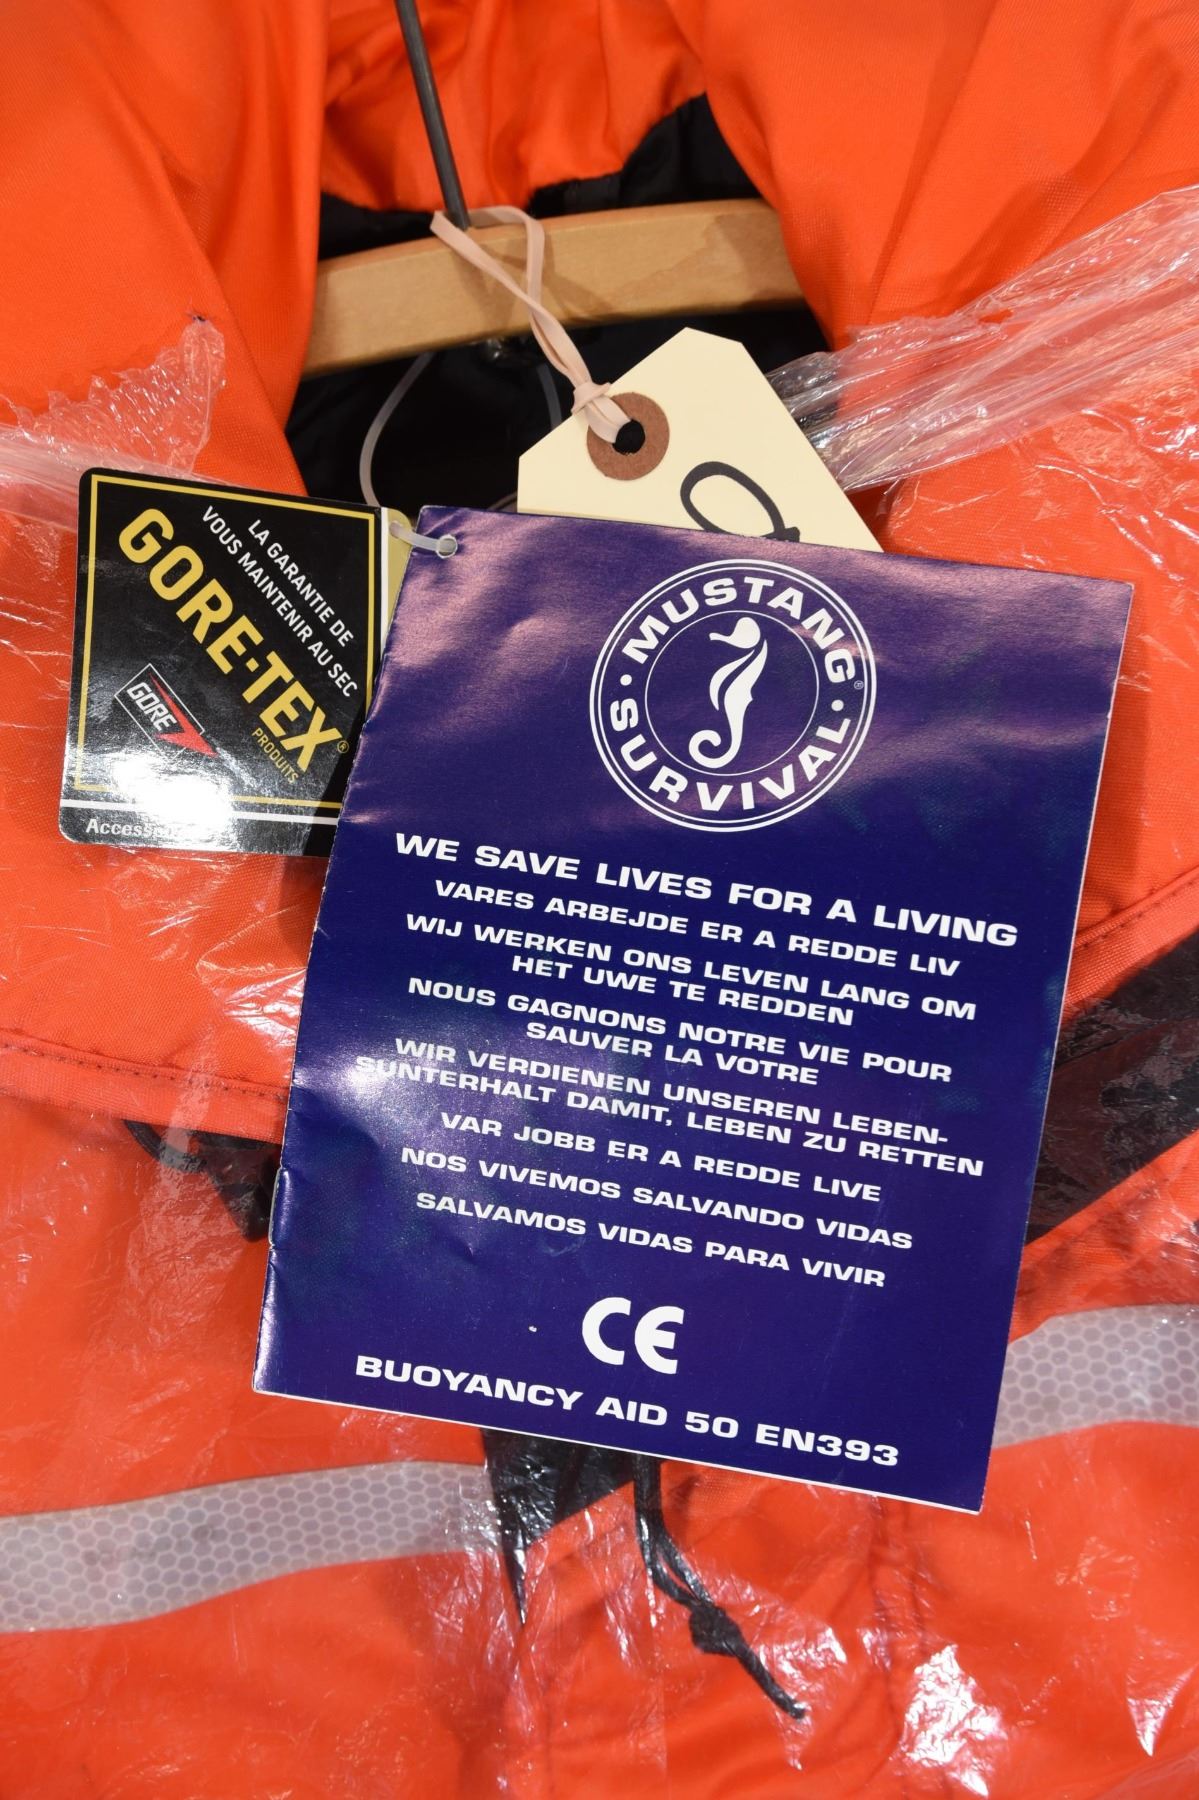 LA GARANTIE DE
VOUS MAINTENIR AU SEC
GORE-TEX®
PRODUITS
GORE
MUSTANG
SURVIVAL
®
WE SAVE LIVES FOR A LIVING
VARES ARBEJDE ER A REDDE LIV
WIJ WERKEN ONS LEVEN LANG OM
HET UWE TE REDDEN
NOUS GAGNONS NOTRE VIE POUR
SAUVER LA VOTRE
WIR VERDIENEN UNSEREN LEBEN-
SUNTERHALT DAMIT, LEBEN ZU RETTEN
VAR JOBB ER A REDDE LIVE
NOS VIVEMOS SALVANDO VIDAS
SALVAMOS VIDAS PARA VIVIR
CE
BUOYANCY AID 50 EN393